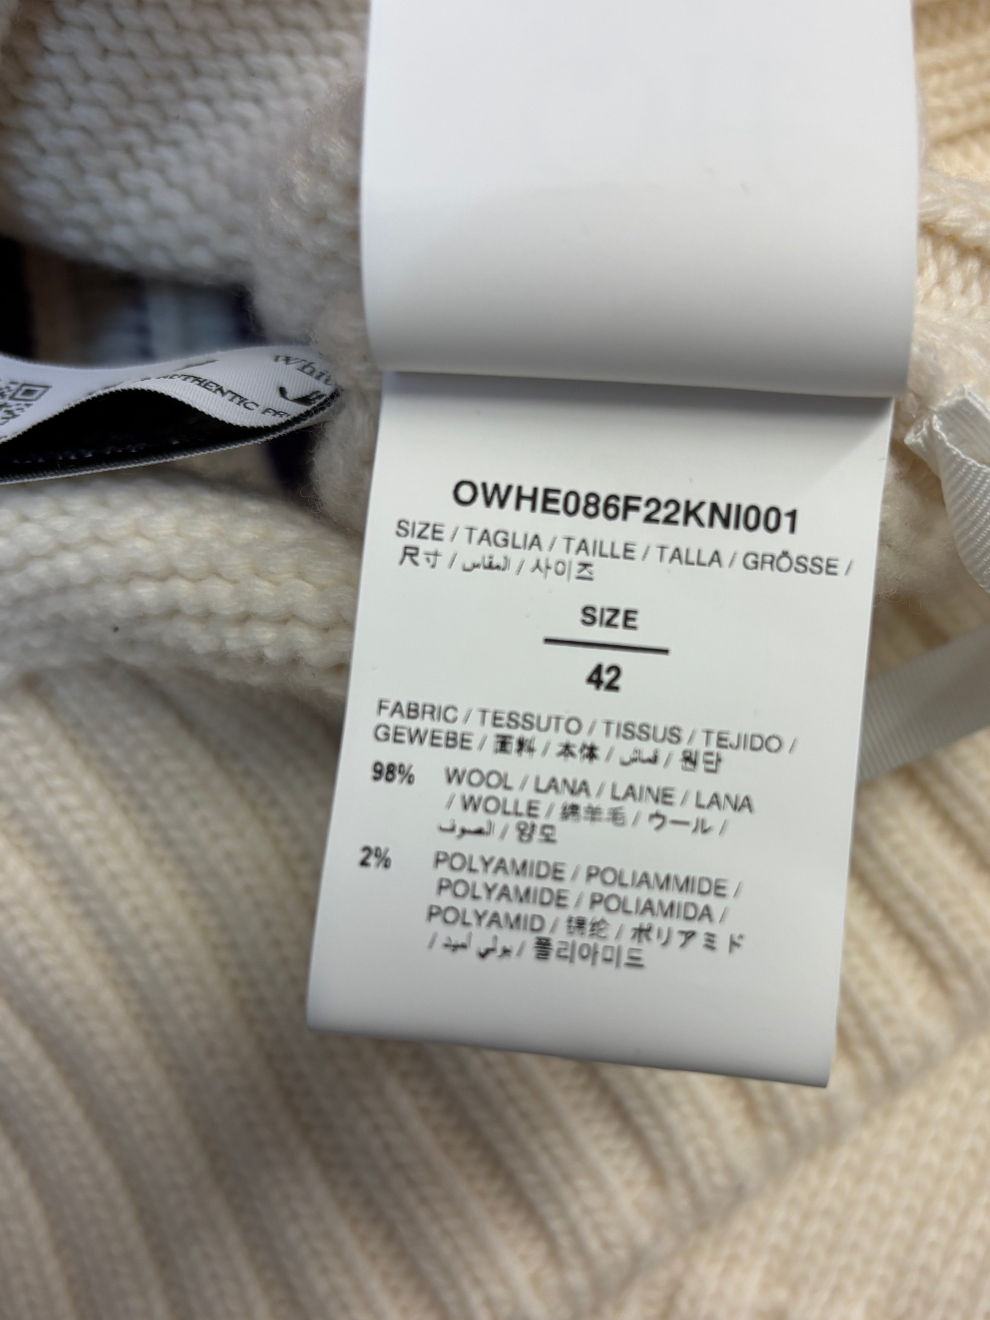 Whit
AUTHENTIC PR
OWHE086F22KNI001
SIZE / TAGLIA / TAILLE / TALLA / GRÖSSE /
尺寸 / المقاس / 사이즈
SIZE
42
FABRIC / TESSUTO / TISSUS / TEJIDO /
GEWEBE / 面料 / 本体 / قماش / 원단
98% WOOL / LANA / LAINE / LANA
/ WOLLE / 绵羊毛 / ウール /
الصوف / 양모
2% POLYAMIDE / POLIAMMIDE /
POLYAMIDE / POLIAMIDA /
POLYAMID / 锦纶 / ポリアミド
/ بولي أميد / 폴리아미드